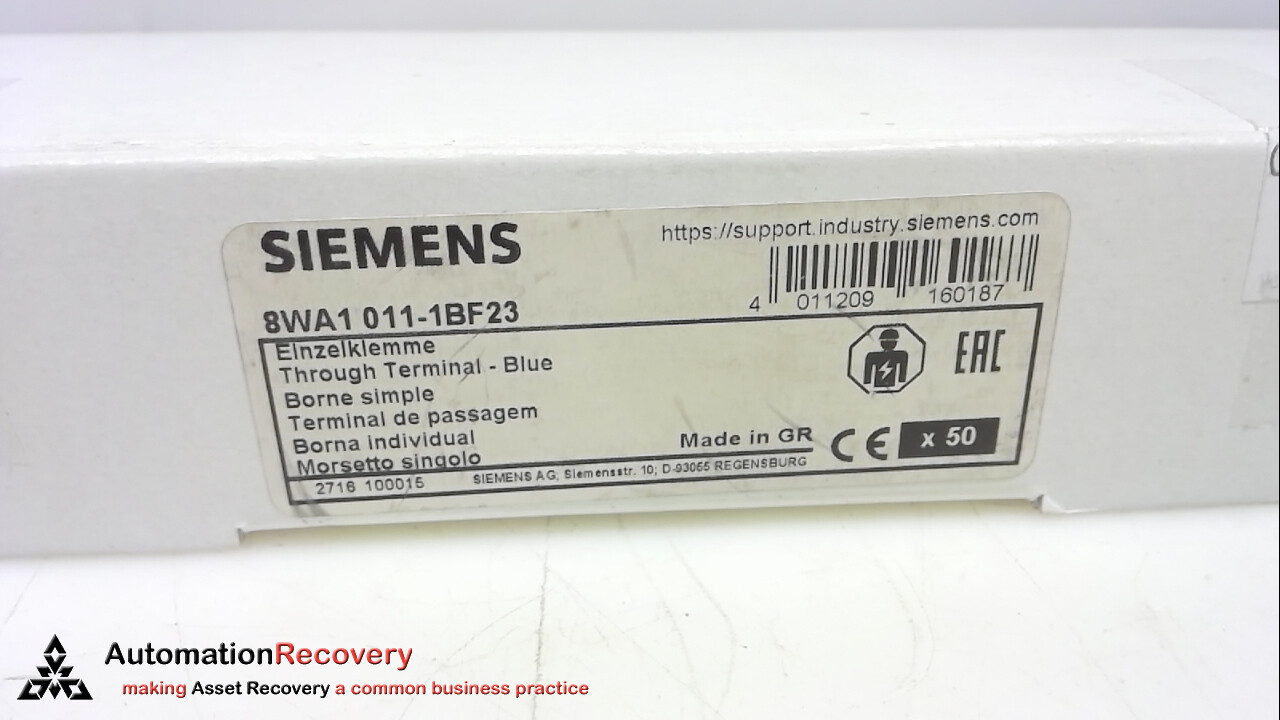 SIEMENS
https://support.industry.siemens.com
4 011209 160187
8WA1 011-1BF23
Einzelklemme
Through Terminal - Blue
Borne simple
Terminal de passagem
Borna individual
Morsetto singolo
EAC
Made in GR
CE
x 50
2716 100015
SIEMENS AG, Siemensstr. 10; D-93055 REGENSBURG
AutomationRecovery
making Asset Recovery a common business practice